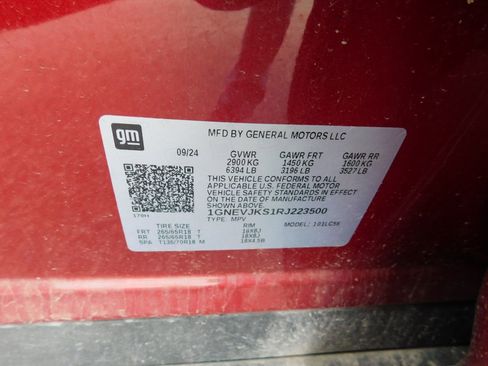 gm
MFD BY GENERAL MOTORS LLC
09/24 GVWR GAWR FRT GAWR RR
2900 KG 1450 KG 1600 KG
6394 LB 3196 LB 3527 LB
THIS VEHICLE CONFORMS TO ALL
APPLICABLE U.S. FEDERAL MOTOR
VEHICLE SAFETY STANDARDS IN EFFECT
ON THE DATE OF MANUFACTURE SHOWN ABOVE.
1GNEVJKS1RJ223500
TYPE: MPV MODEL: 101LC56
TIRE SIZE RIM
FRT 265/65R18 T 18X8J
RR 265/65R18 T 18X8J
SPA T135/70R18 M 18X4.5B